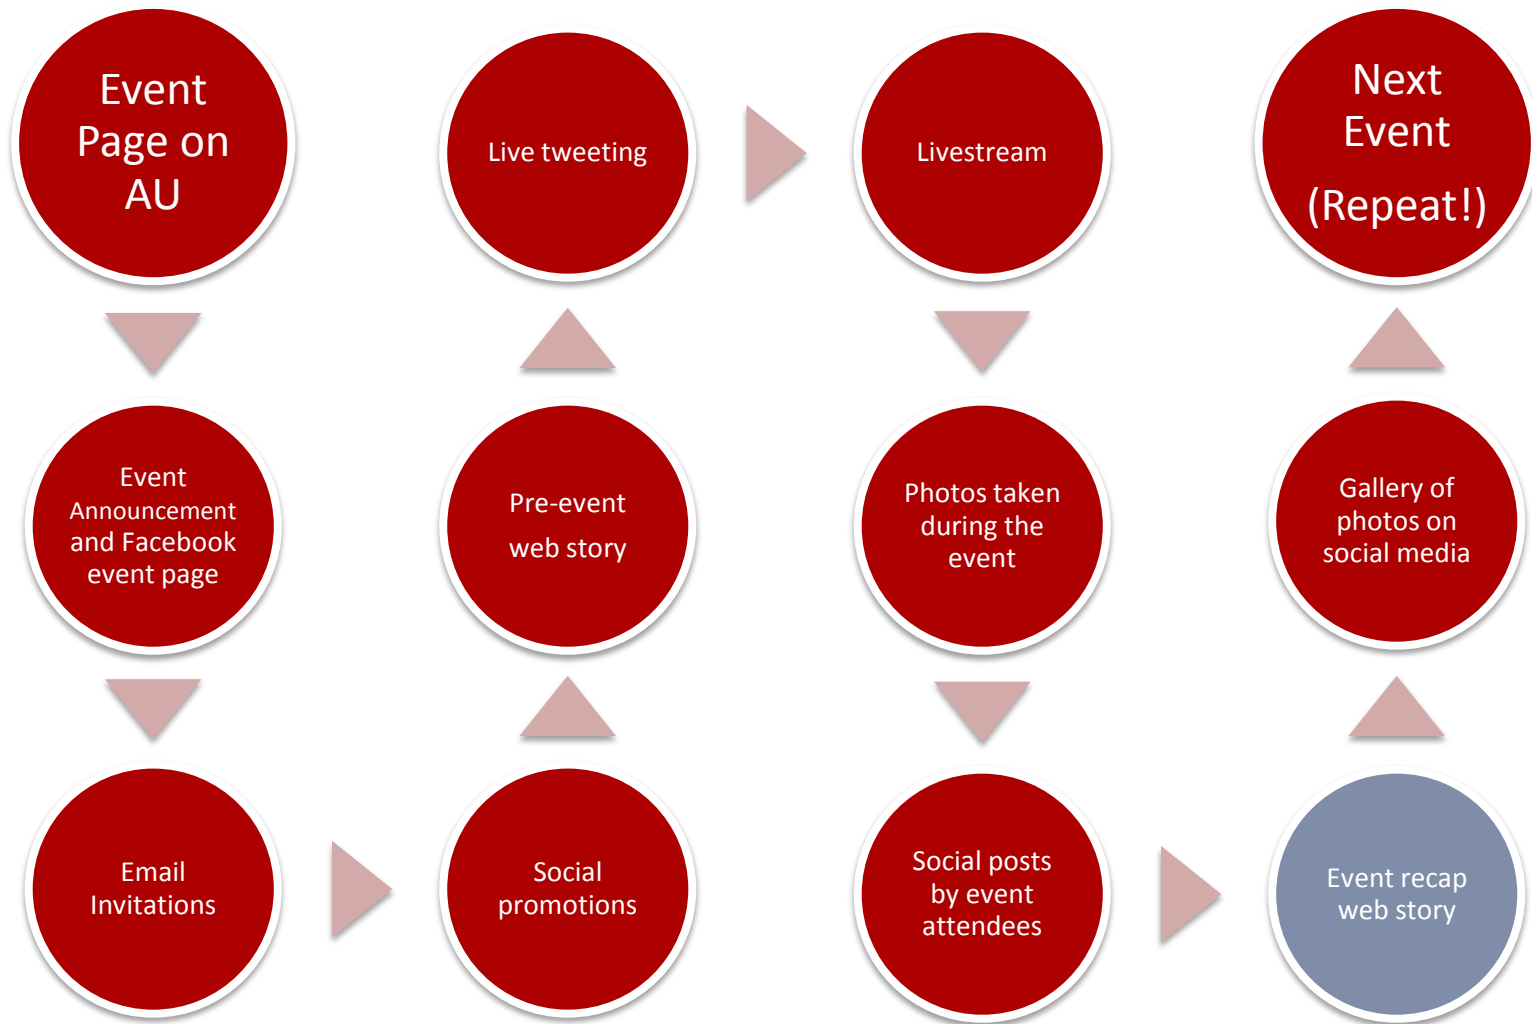 Event
Page on
AU
Event
Announcement
and Facebook
event page
Email
Invitations
Social
promotions
Pre-event
web story
Live tweeting
Livestream
Photos taken
during the
event
Social posts
by event
attendees
Event recap
web story
Gallery of
photos on
social media
Next
Event
(Repeat!)